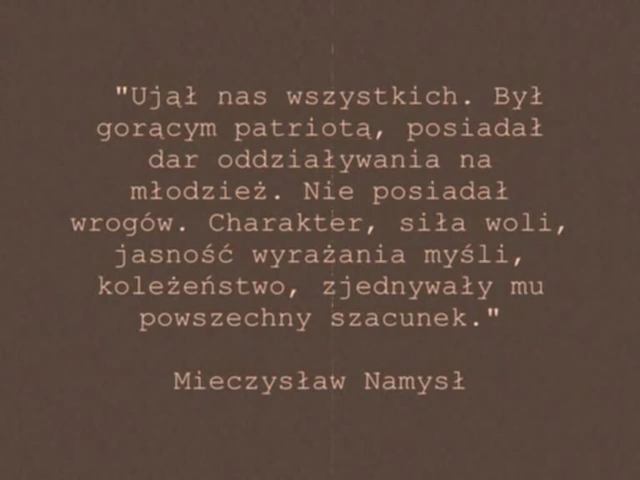 "Ujął nas wszystkich. Był
gorącym patriotą, posiadał
dar oddziaływania na
młodzież. Nie posiadał
wrogów. Charakter, siła woli,
jasność wyrażania myśli,
koleżeństwo, zjednywały mu
powszechny szacunek."
Mieczysław Namysł